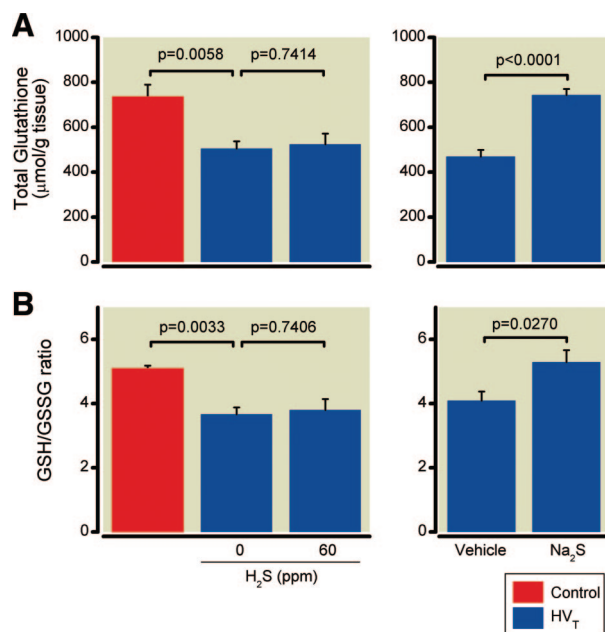 A
Total Glutathione
(μmol/g tissue)
1000
800
600
400
200
0
p=0.0058
p=0.7414
1000
800
600
400
200
0
p<0.0001
B
GSH/GSSG ratio
6
4
2
0
p=0.0033
p=0.7406
0
60
H₂S (ppm)
6
4
2
0
p=0.0270
Vehicle
Na₂S
Control
HV_T